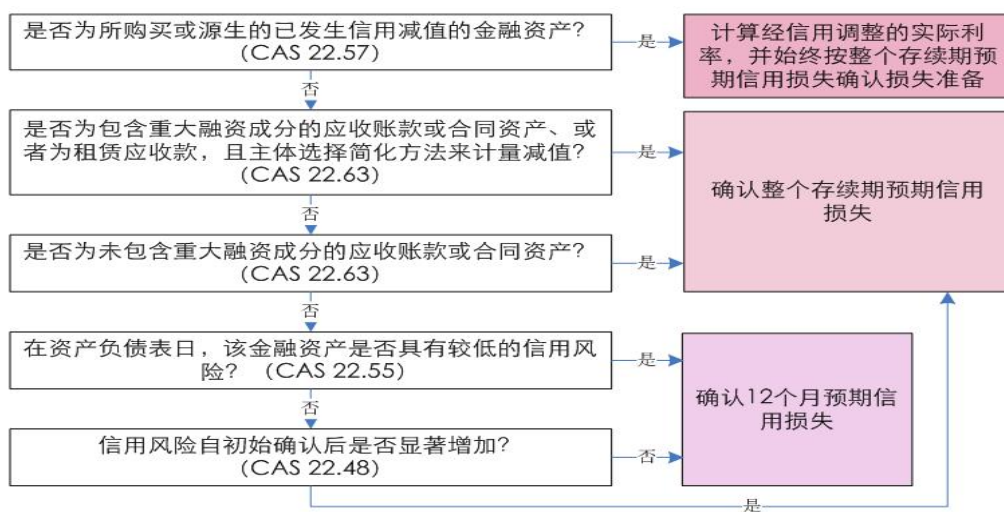 是否为所购买或源生的已发生信用减值的金融资产？
(CAS 22.57)
是
计算经信用调整的实际利
率，并始终按整个存续期预
期信用损失确认损失准备
否
是否为包含重大融资成分的应收账款或合同资产、或
者为租赁应收款，且主体选择简化方法来计量减值？
(CAS 22.63)
是
确认整个存续期预期信用
损失
否
是否为未包含重大融资成分的应收账款或合同资产？
(CAS 22.63)
是
否
在资产负债表日，该金融资产是否具有较低的信用风
险？ (CAS 22.55)
是
确认12个月预期信
用损失
否
信用风险自初始确认后是否显著增加？
(CAS 22.48)
否
是